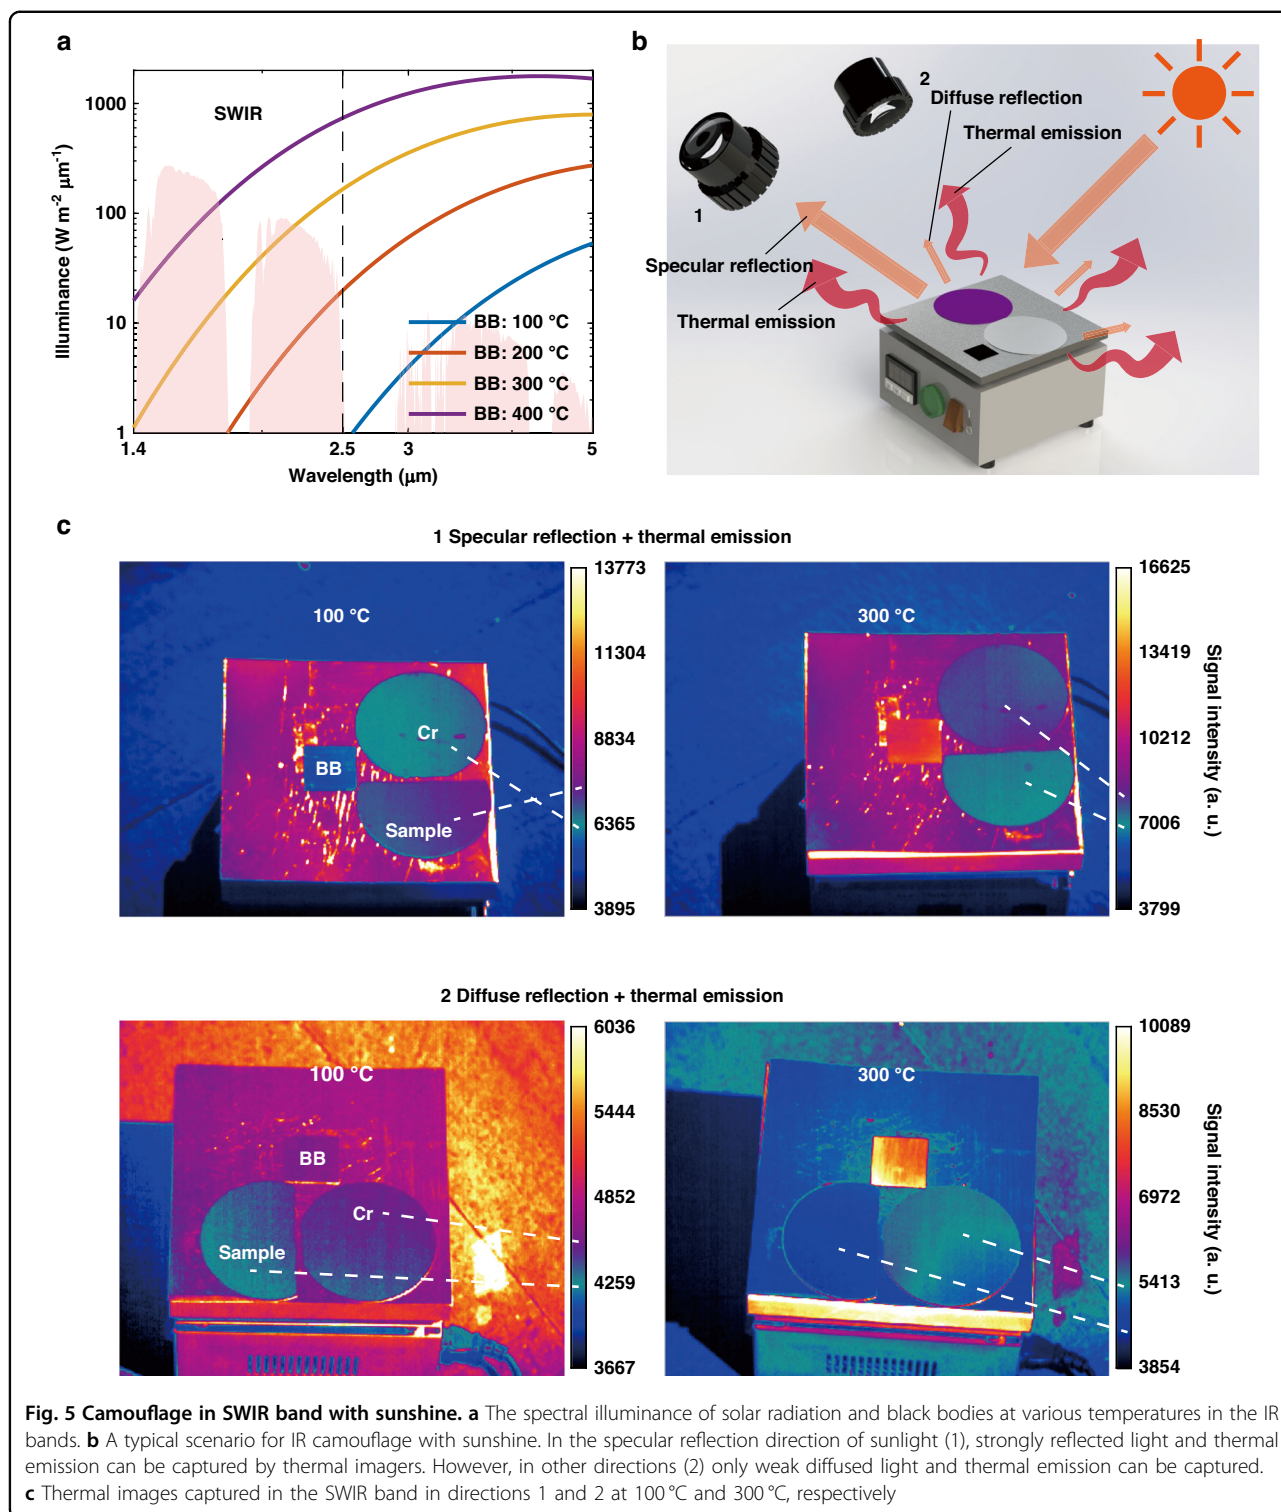 a
SWIR
1000
100
10
1
Illuminance (W m-2 μm-1)
BB: 100 °C
BB: 200 °C
BB: 300 °C
BB: 400 °C
1.4
2.5
3
5
Wavelength (μm)
b
2
Diffuse reflection
Thermal emission
1
Specular reflection
Thermal emission
c
1 Specular reflection + thermal emission
100 °C
Cr
BB
Sample
13773
11304
8834
6365
3895
300 °C
16625
13419
10212
7006
3799
Signal intensity (a. u.)
2 Diffuse reflection + thermal emission
100 °C
BB
Cr
Sample
6036
5444
4852
4259
3667
300 °C
10089
8530
6972
5413
3854
Signal intensity (a. u.)
Fig. 5 Camouflage in SWIR band with sunshine. a The spectral illuminance of solar radiation and black bodies at various temperatures in the IR
bands. b A typical scenario for IR camouflage with sunshine. In the specular reflection direction of sunlight (1), strongly reflected light and thermal
emission can be captured by thermal imagers. However, in other directions (2) only weak diffused light and thermal emission can be captured.
c Thermal images captured in the SWIR band in directions 1 and 2 at 100 °C and 300 °C, respectively